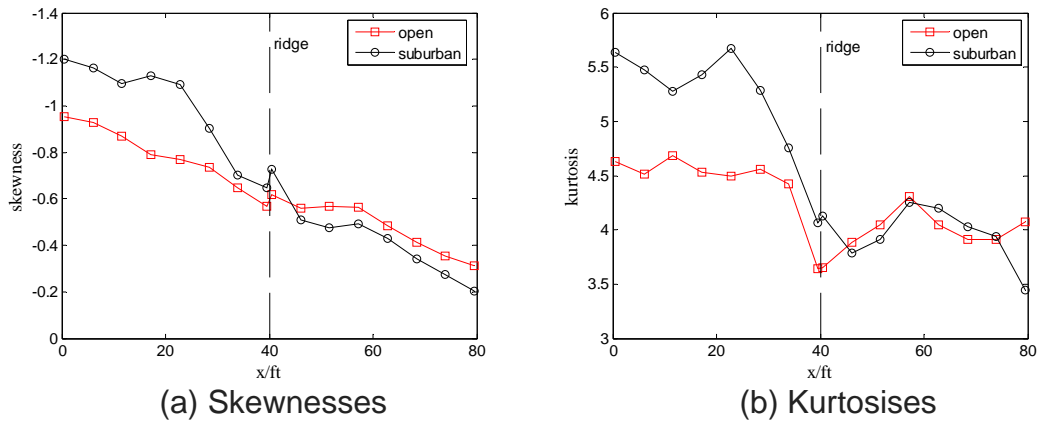 -1.4
-1.2
-1
-0.8
-0.6
-0.4
-0.2
0
skewness
0 20 40 60 80
x/ft
ridge
open
suburban
(a) Skewnesses
6
5.5
5
4.5
4
3.5
3
kurtosis
0 20 40 60 80
x/ft
ridge
open
suburban
(b) Kurtosises